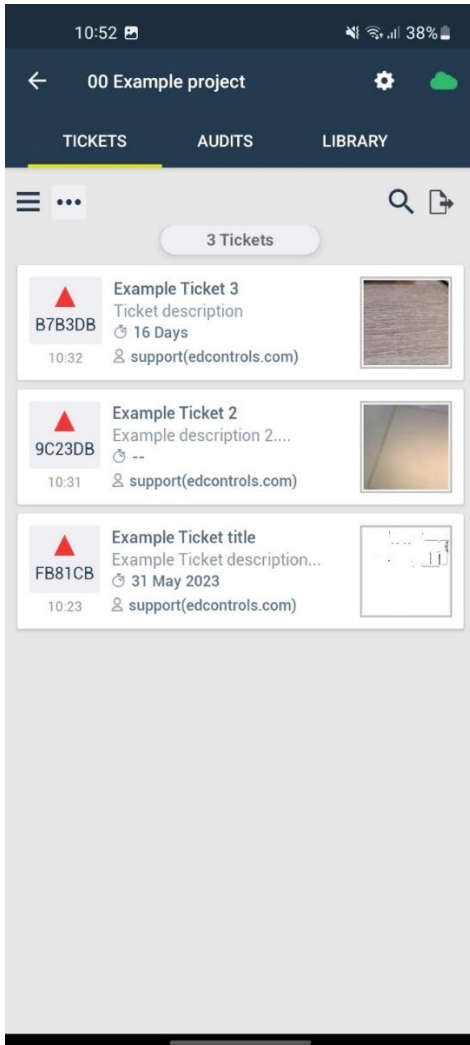 10:52 38%
00 Example project
TICKETS AUDITS LIBRARY
3 Tickets
Example Ticket 3
Ticket description
B7B3DB
16 Days
10:32
support(edcontrols.com)
Example Ticket 2
Example description 2....
9C23DB
--
10:31
support(edcontrols.com)
Example Ticket title
Example Ticket description...
FB81CB
31 May 2023
10:23
support(edcontrols.com)